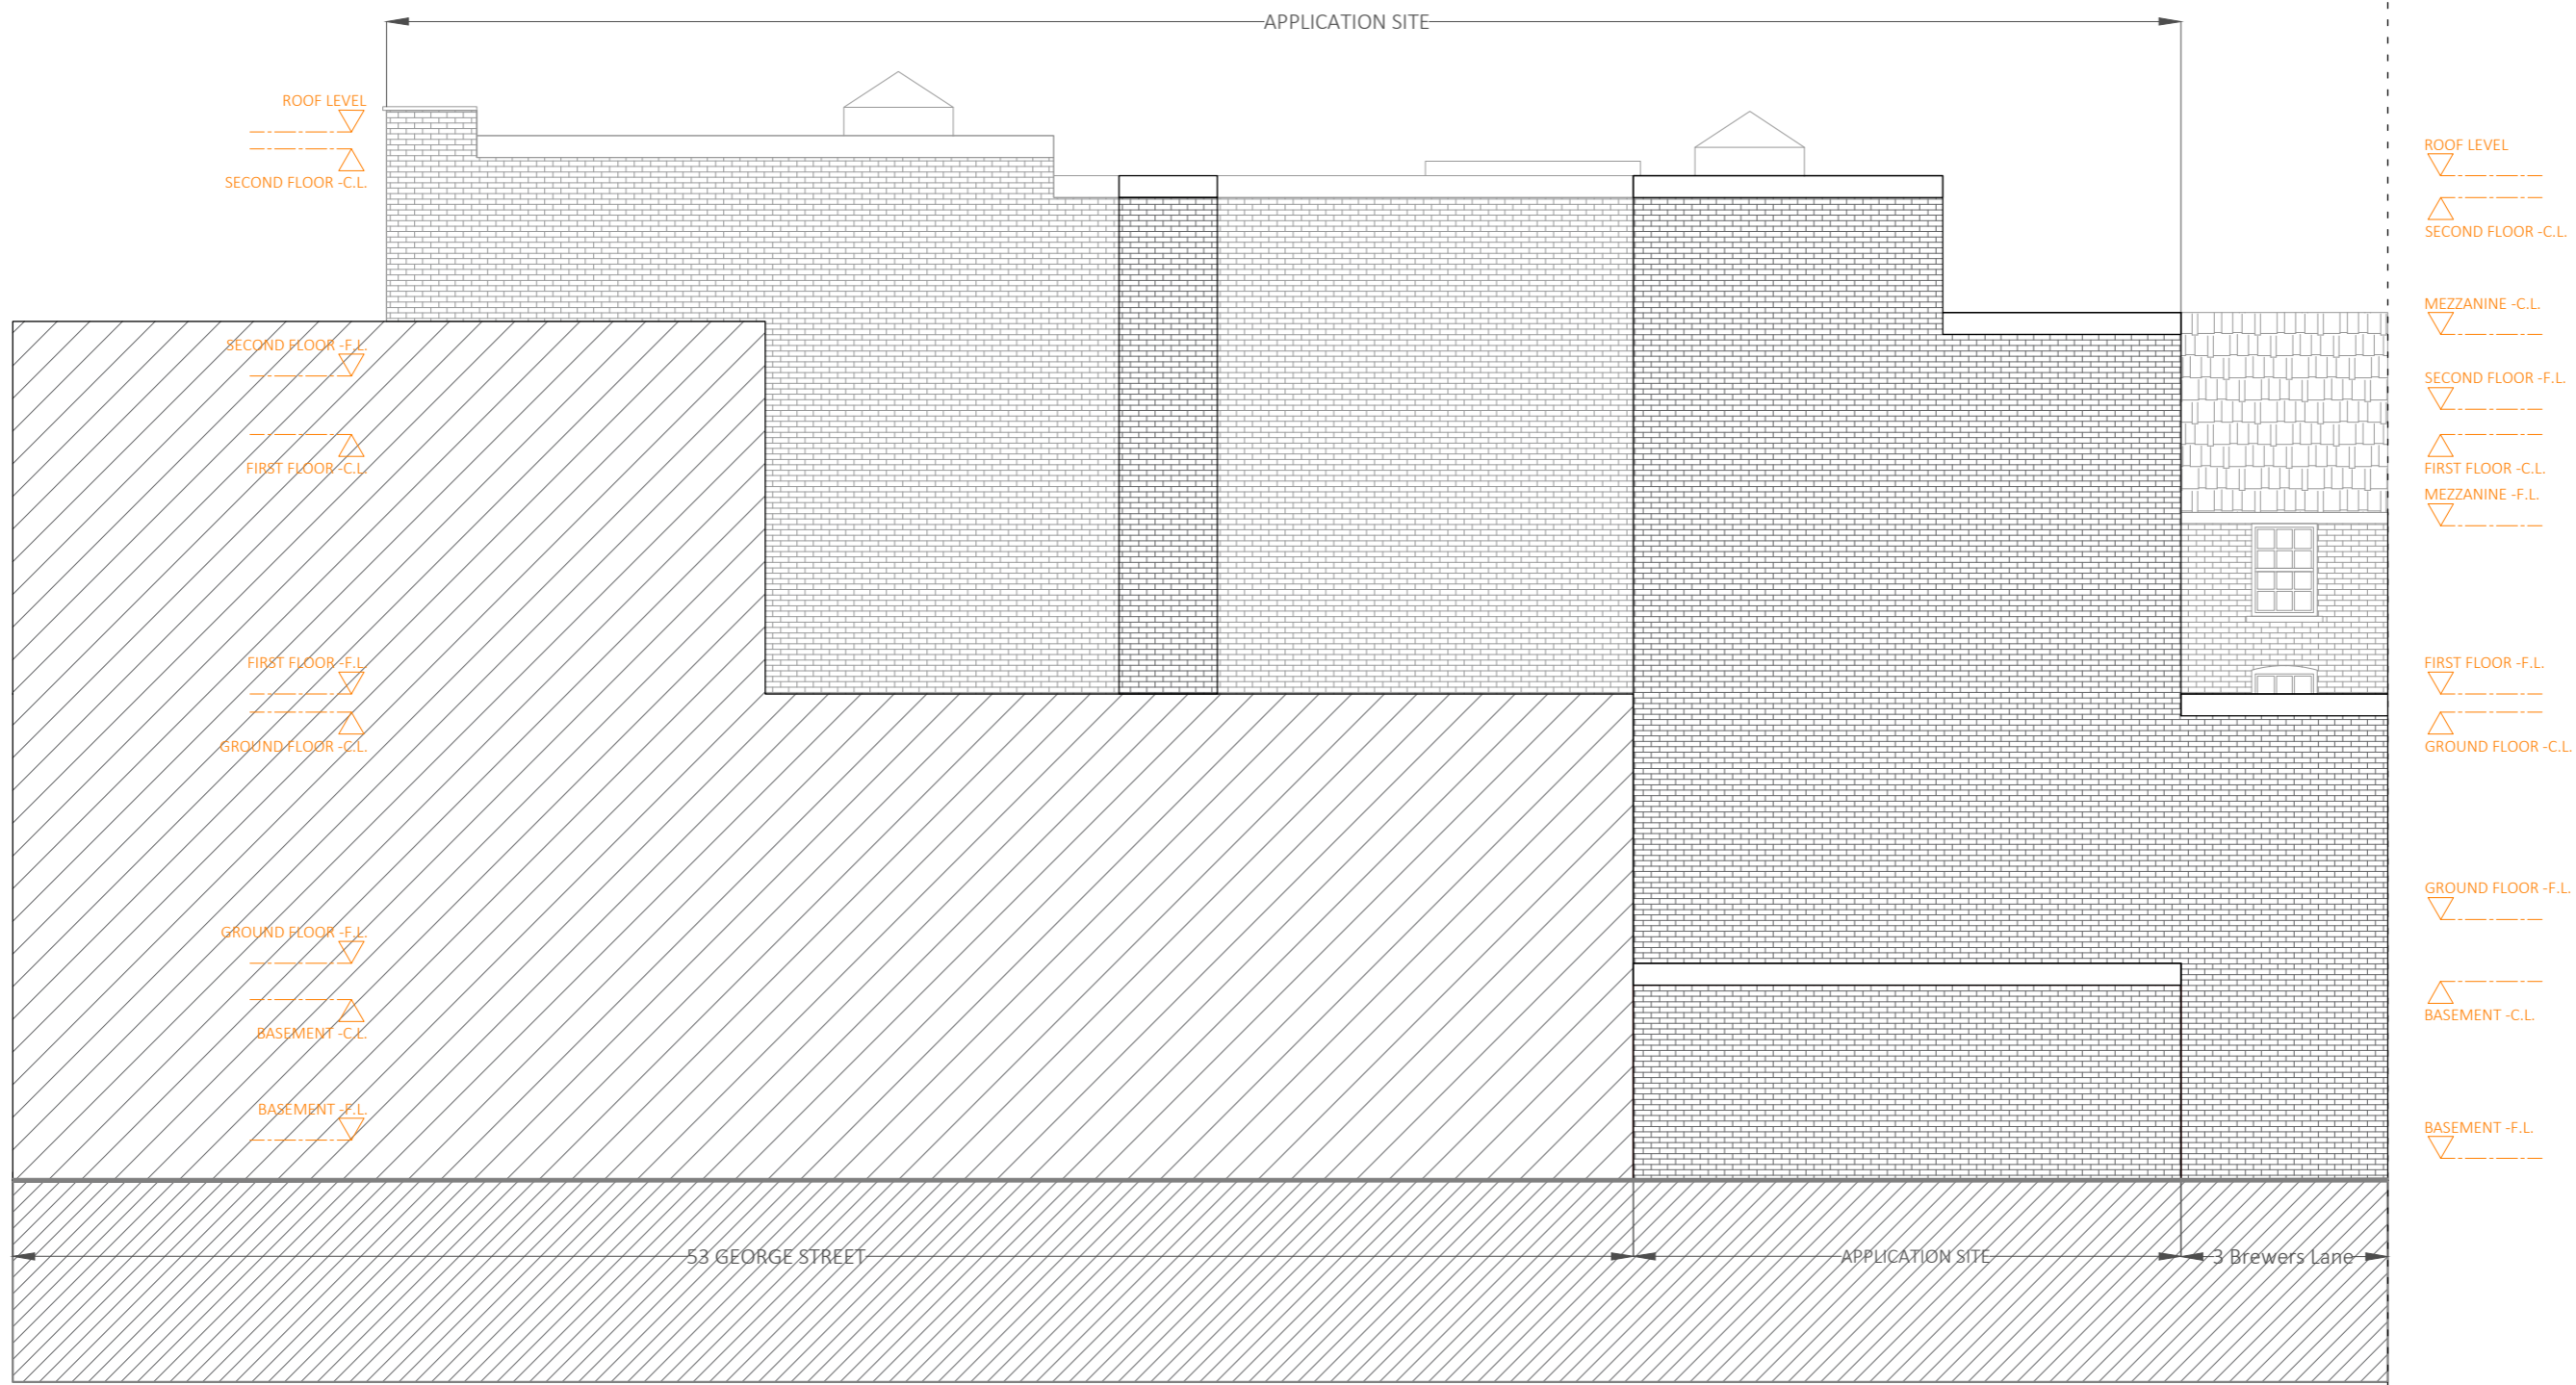 APPLICATION SITE
ROOF LEVEL
SECOND FLOOR -C.L.
SECOND FLOOR -F.L.
FIRST FLOOR -C.L.
FIRST FLOOR -F.L.
GROUND FLOOR -C.L.
GROUND FLOOR -F.L.
BASEMENT -C.L.
BASEMENT -F.L.
ROOF LEVEL
SECOND FLOOR -C.L.
MEZZANINE -C.L.
SECOND FLOOR -F.L.
FIRST FLOOR -C.L.
MEZZANINE -F.L.
FIRST FLOOR -F.L.
GROUND FLOOR -C.L.
GROUND FLOOR -F.L.
BASEMENT -C.L.
BASEMENT -F.L.
53 GEORGE STREET
APPLICATION SITE
3 Brewers Lane